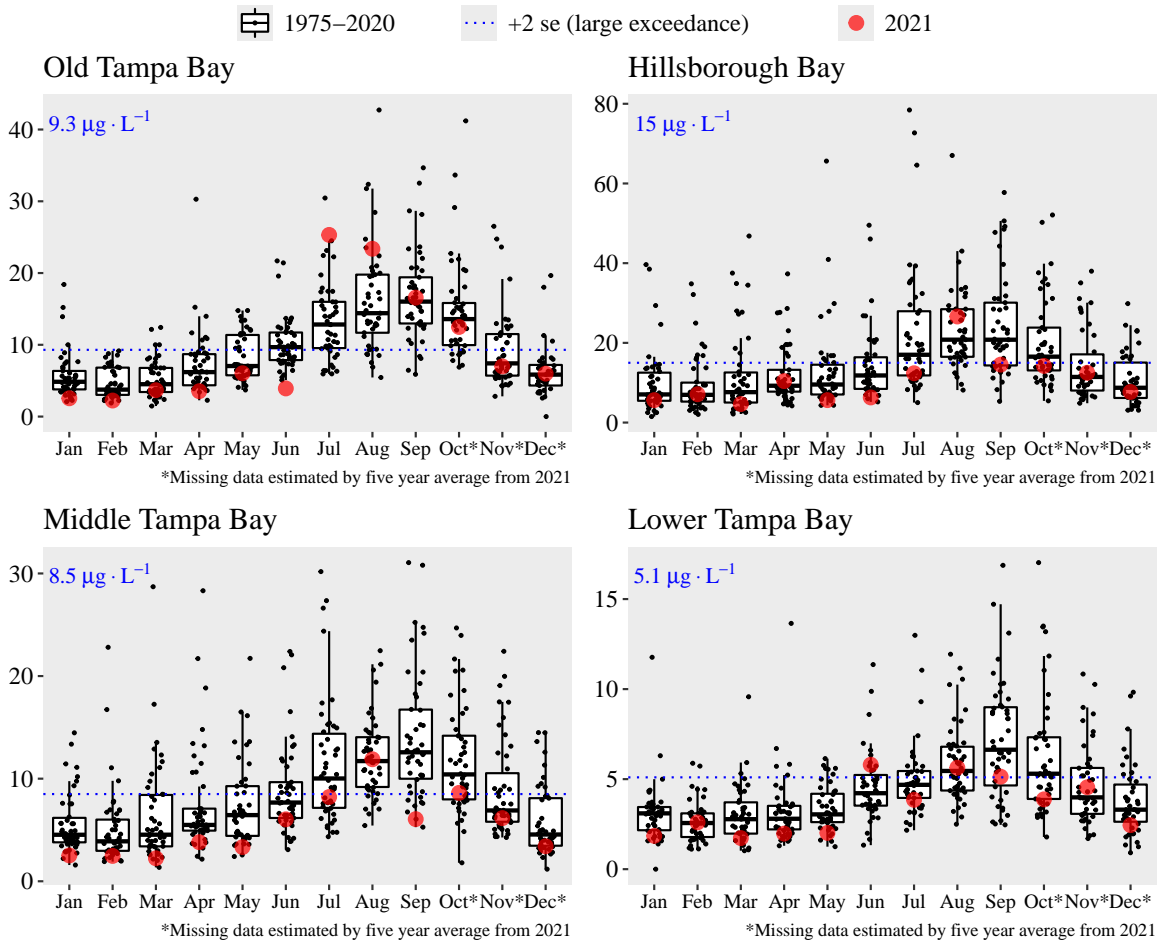 1975–2020 +2 se (large exceedance) 2021
Old Tampa Bay
9.3 μg · L⁻¹
40
30
20
10
0
Jan Feb Mar Apr May Jun Jul Aug Sep Oct* Nov* Dec*
*Missing data estimated by five year average from 2021
Hillsborough Bay
15 μg · L⁻¹
80
60
40
20
0
Jan Feb Mar Apr May Jun Jul Aug Sep Oct* Nov* Dec*
*Missing data estimated by five year average from 2021
Middle Tampa Bay
8.5 μg · L⁻¹
30
20
10
0
Jan Feb Mar Apr May Jun Jul Aug Sep Oct* Nov* Dec*
*Missing data estimated by five year average from 2021
Lower Tampa Bay
5.1 μg · L⁻¹
15
10
5
0
Jan Feb Mar Apr May Jun Jul Aug Sep Oct* Nov* Dec*
*Missing data estimated by five year average from 2021